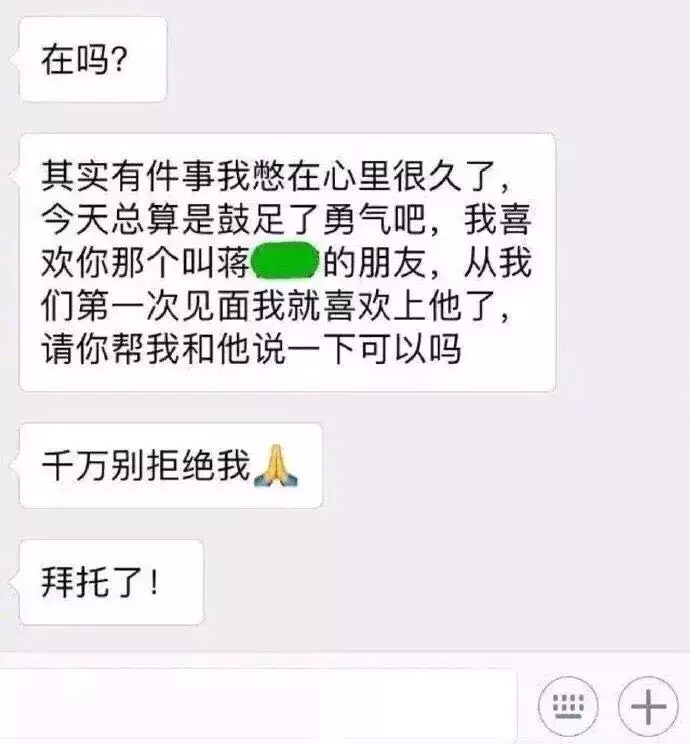 在吗?
其实有件事我憋在心里很久了，
今天总算是鼓足了勇气吧，我喜
欢你那个叫蒋的朋友，从我
们第一次见面我就喜欢上他了，
请你帮我和他说一下可以吗
千万别拒绝我🙏
拜托了!